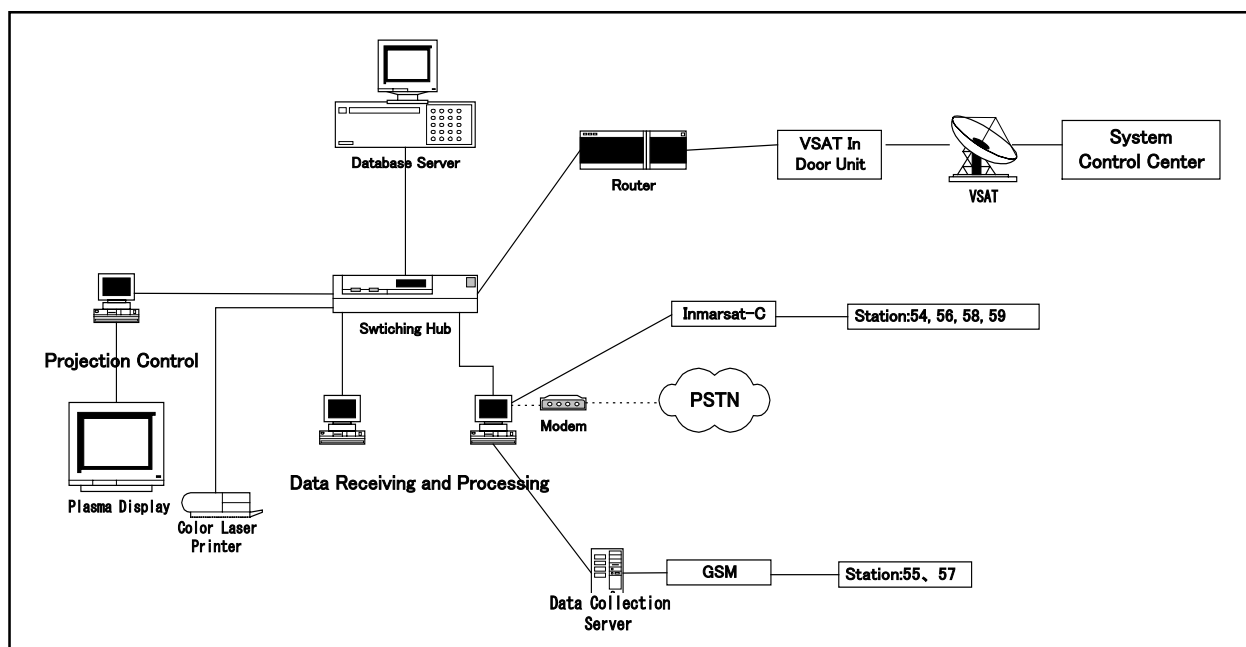 Database Server
Router
VSAT In
Door Unit
VSAT
System
Control Center
Swtiching Hub
Projection Control
Inmarsat-C
Station:54, 56, 58, 59
PSTN
Modem
Data Receiving and Processing
Plasma Display
Color Laser
Printer
GSM
Station:55、57
Data Collection
Server